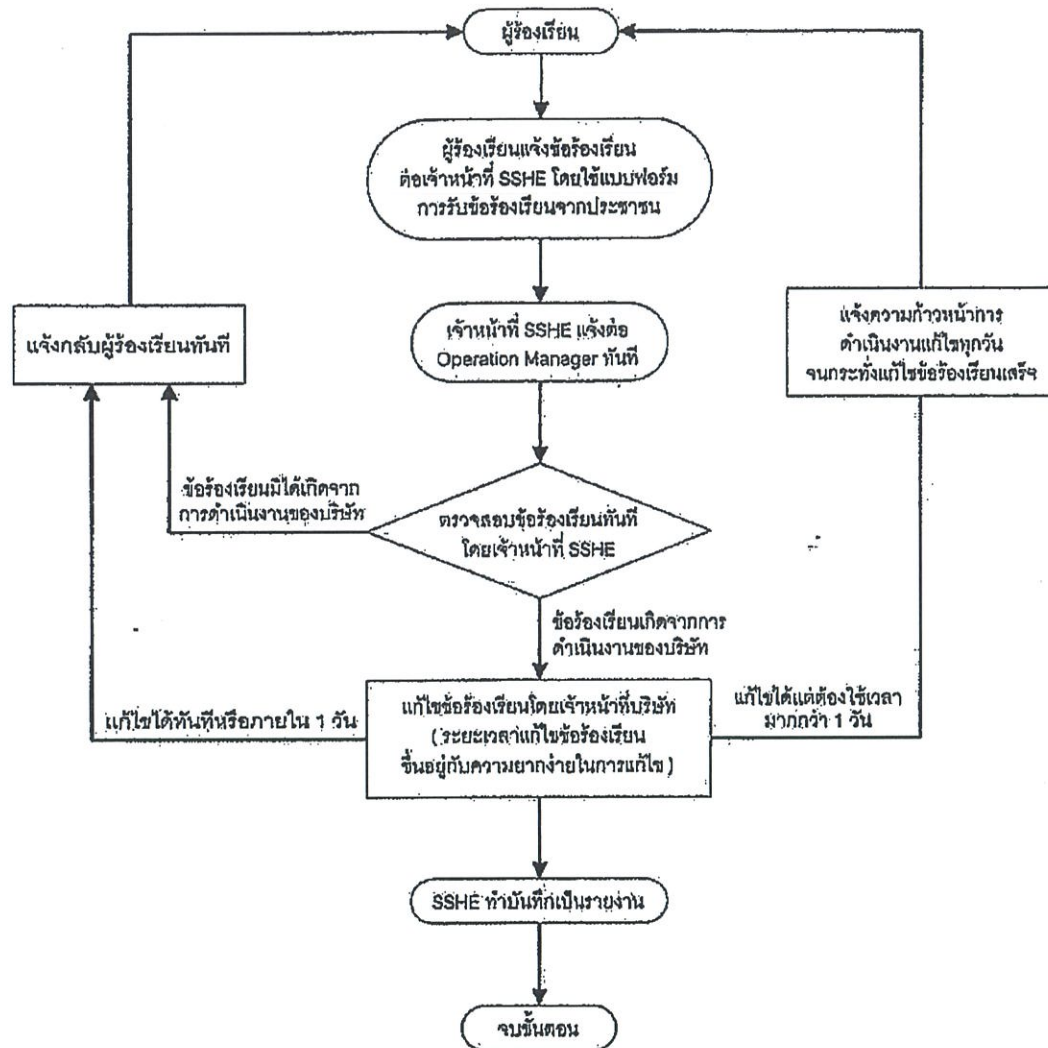 ผู้ร้องเรียน
ผู้ร้องเรียนแจ้งข้อร้องเรียน
ต่อเจ้าหน้าที่ SSHE โดยใช้แบบฟอร์ม
การรับข้อร้องเรียนจากประชาชน
แจ้งกลับผู้ร้องเรียนทันที
เจ้าหน้าที่ SSHE แจ้งต่อ
Operation Manager ทันที
แจ้งความก้าวหน้าการ
ดำเนินงานแก้ไขทุกวัน
จนกระทั่งแก้ไขข้อร้องเรียนเสร็จ
ข้อร้องเรียนมิได้เกิดจาก
การดำเนินงานของบริษัท
ตรวจสอบข้อร้องเรียนทันที
โดยเจ้าหน้าที่ SSHE
ข้อร้องเรียนเกิดจากการ
ดำเนินงานของบริษัท
แก้ไขได้ทันทีหรือภายใน 1 วัน
แก้ไขข้อร้องเรียนโดยเจ้าหน้าที่บริษัท
( ระยะเวลาแก้ไขข้อร้องเรียน
ขึ้นอยู่กับความยากง่ายในการแก้ไข )
แก้ไขได้แต่ต้องใช้เวลา
มากกว่า 1 วัน
SSHE ทำบันทึกเป็นรายงาน
จบขั้นตอน